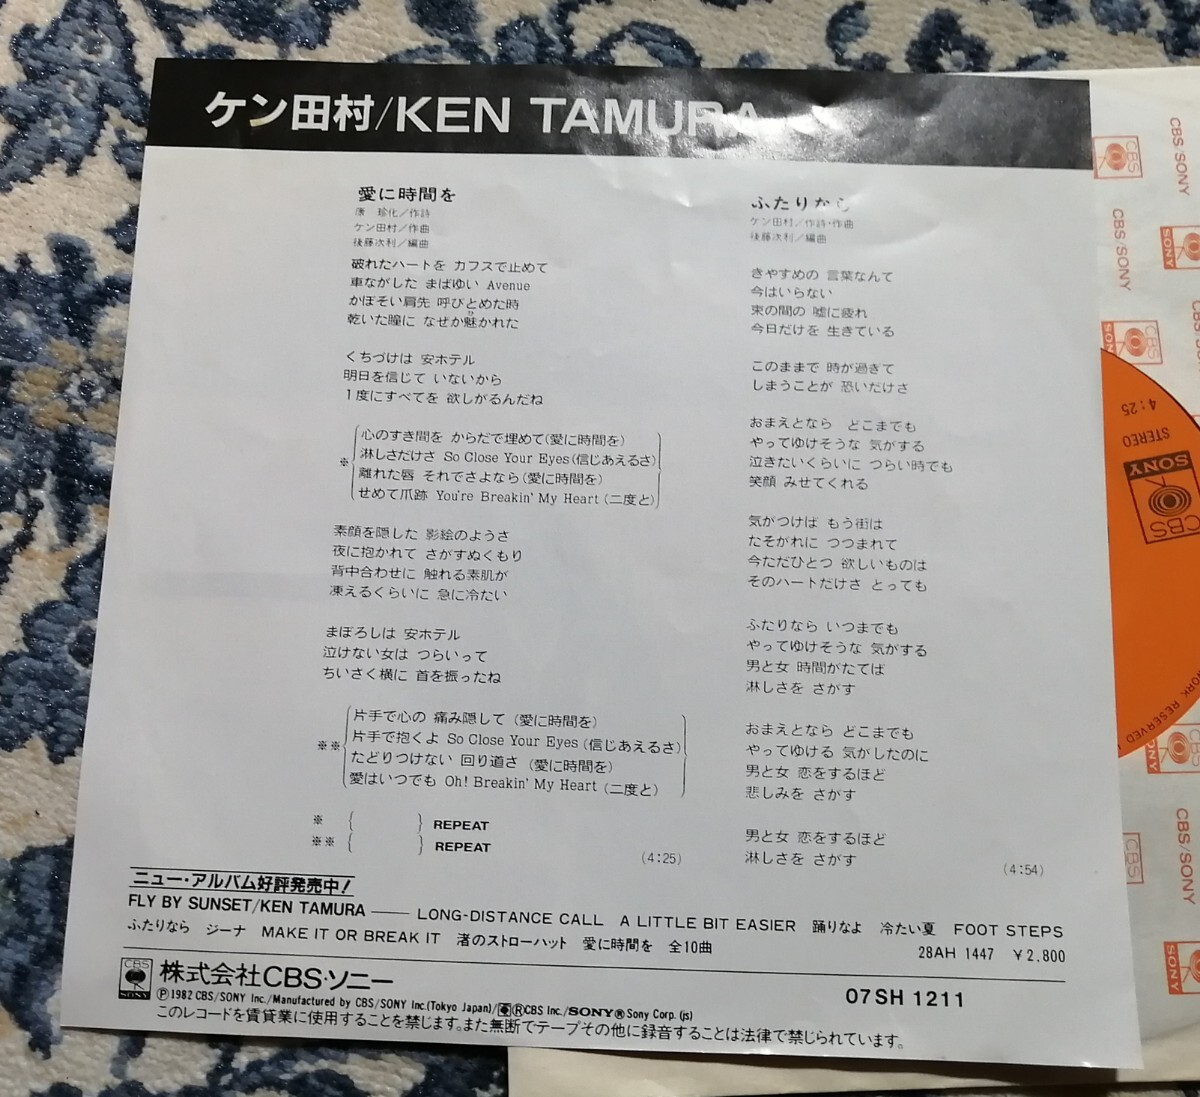 ケン田村/KEN TAMURA
愛に時間を
康 珍化/作詩
ケン田村/作曲
後藤次利/編曲
破れたハートを カフスで止めて
車ながした まばゆい Avenue
かぼそい肩先 呼びとめた時
乾いた瞳に なぜか魅かれた
ひ
くちづけは 安ホテル
明日を信じて いないから
1度にすべてを 欲しがるんだね
※
心のすき間を からだで埋めて(愛に時間を)
淋しさだけさ So Close Your Eyes(信じあえるさ)
離れた唇 それでさよなら(愛に時間を)
せめて爪跡 You're Breakin' My Heart (二度と)
素顔を隠した 影絵のようさ
夜に抱かれて さがすぬくもり
背中合わせに 触れる素肌が
凍えるくらいに 急に冷たい
まぼろしは 安ホテル
泣けない女は つらいって
ちいさく横に 首を振ったね
※※
片手で心の 痛み隠して (愛に時間を)
片手で抱くよ So Close Your Eyes (信じあえるさ)
たどりつけない 回り道さ (愛に時間を)
愛はいつでも Oh! Breakin' My Heart (二度と)
※ { } REPEAT
※※ { } REPEAT
(4:25)
ふたりなら
ケン田村/作詩・作曲
後藤次利/編曲
きやすめの 言葉なんて
今はいらない
束の間の 嘘に疲れ
今日だけを 生きている
このままで 時が過ぎて
しまうことが 恐いだけさ
おまえとなら どこまでも
やってゆけそうな 気がする
泣きたいくらいに つらい時でも
笑顔 みせてくれる
気がつけば もう街は
たそがれに つつまれて
今ただひとつ 欲しいものは
そのハートだけさ とっても
ふたりなら いつまでも
やってゆけそうな 気がする
男と女 時間がたてば
淋しさを さがす
おまえとなら どこまでも
やってゆける 気がしたのに
男と女 恋をするほど
悲しみを さがす
男と女 恋をするほど
淋しさを さがす
(4:54)
ニュー・アルバム好評発売中!
FLY BY SUNSET/KEN TAMURA —— LONG-DISTANCE CALL A LITTLE BIT EASIER 踊りなよ 冷たい夏 FOOT STEPS
ふたりなら ジーナ MAKE IT OR BREAK IT 渚のストローハット 愛に時間を 全10曲
28AH 1447 ¥2,800
CBS
SONY
株式会社CBS・ソニー
07SH 1211
Ⓟ1982 CBS/SONY Inc./Manufactured by CBS/SONY Inc.(Tokyo Japan)/ⓇCBS Inc./SONY®Sony Corp. (js)
このレコードを賃貸業に使用することを禁じます。また無断でテープその他に録音することは法律で禁じられています。
CBS/SONY
CBS
CBS/SONY
SONY
CBS
SONY
4:25
STEREO
SONY
CBS
WORK RESERVED
CBS/SONY
CBS
SONY